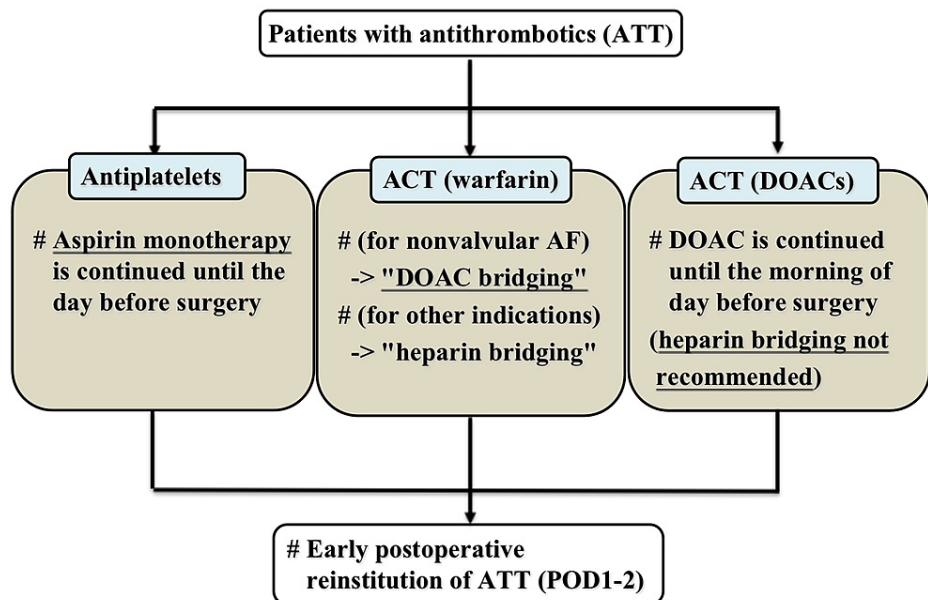 Patients with antithrombotics (ATT)
Antiplatelets
# Aspirin monotherapy
is continued until the
day before surgery
ACT (warfarin)
# (for nonvalvular AF)
-> "DOAC bridging"
# (for other indications)
-> "heparin bridging"
ACT (DOACs)
# DOAC is continued
until the morning of
day before surgery
(heparin bridging not
recommended)
# Early postoperative
reinstitution of ATT (POD1-2)